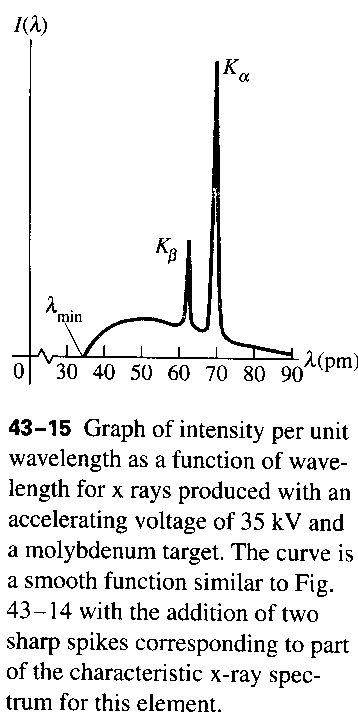 I(λ)
Kα
Kβ
λmin
0 30 40 50 60 70 80 90 λ(pm)
43–15 Graph of intensity per unit
wavelength as a function of wave-
length for x rays produced with an
accelerating voltage of 35 kV and
a molybdenum target. The curve is
a smooth function similar to Fig.
43–14 with the addition of two
sharp spikes corresponding to part
of the characteristic x-ray spec-
trum for this element.